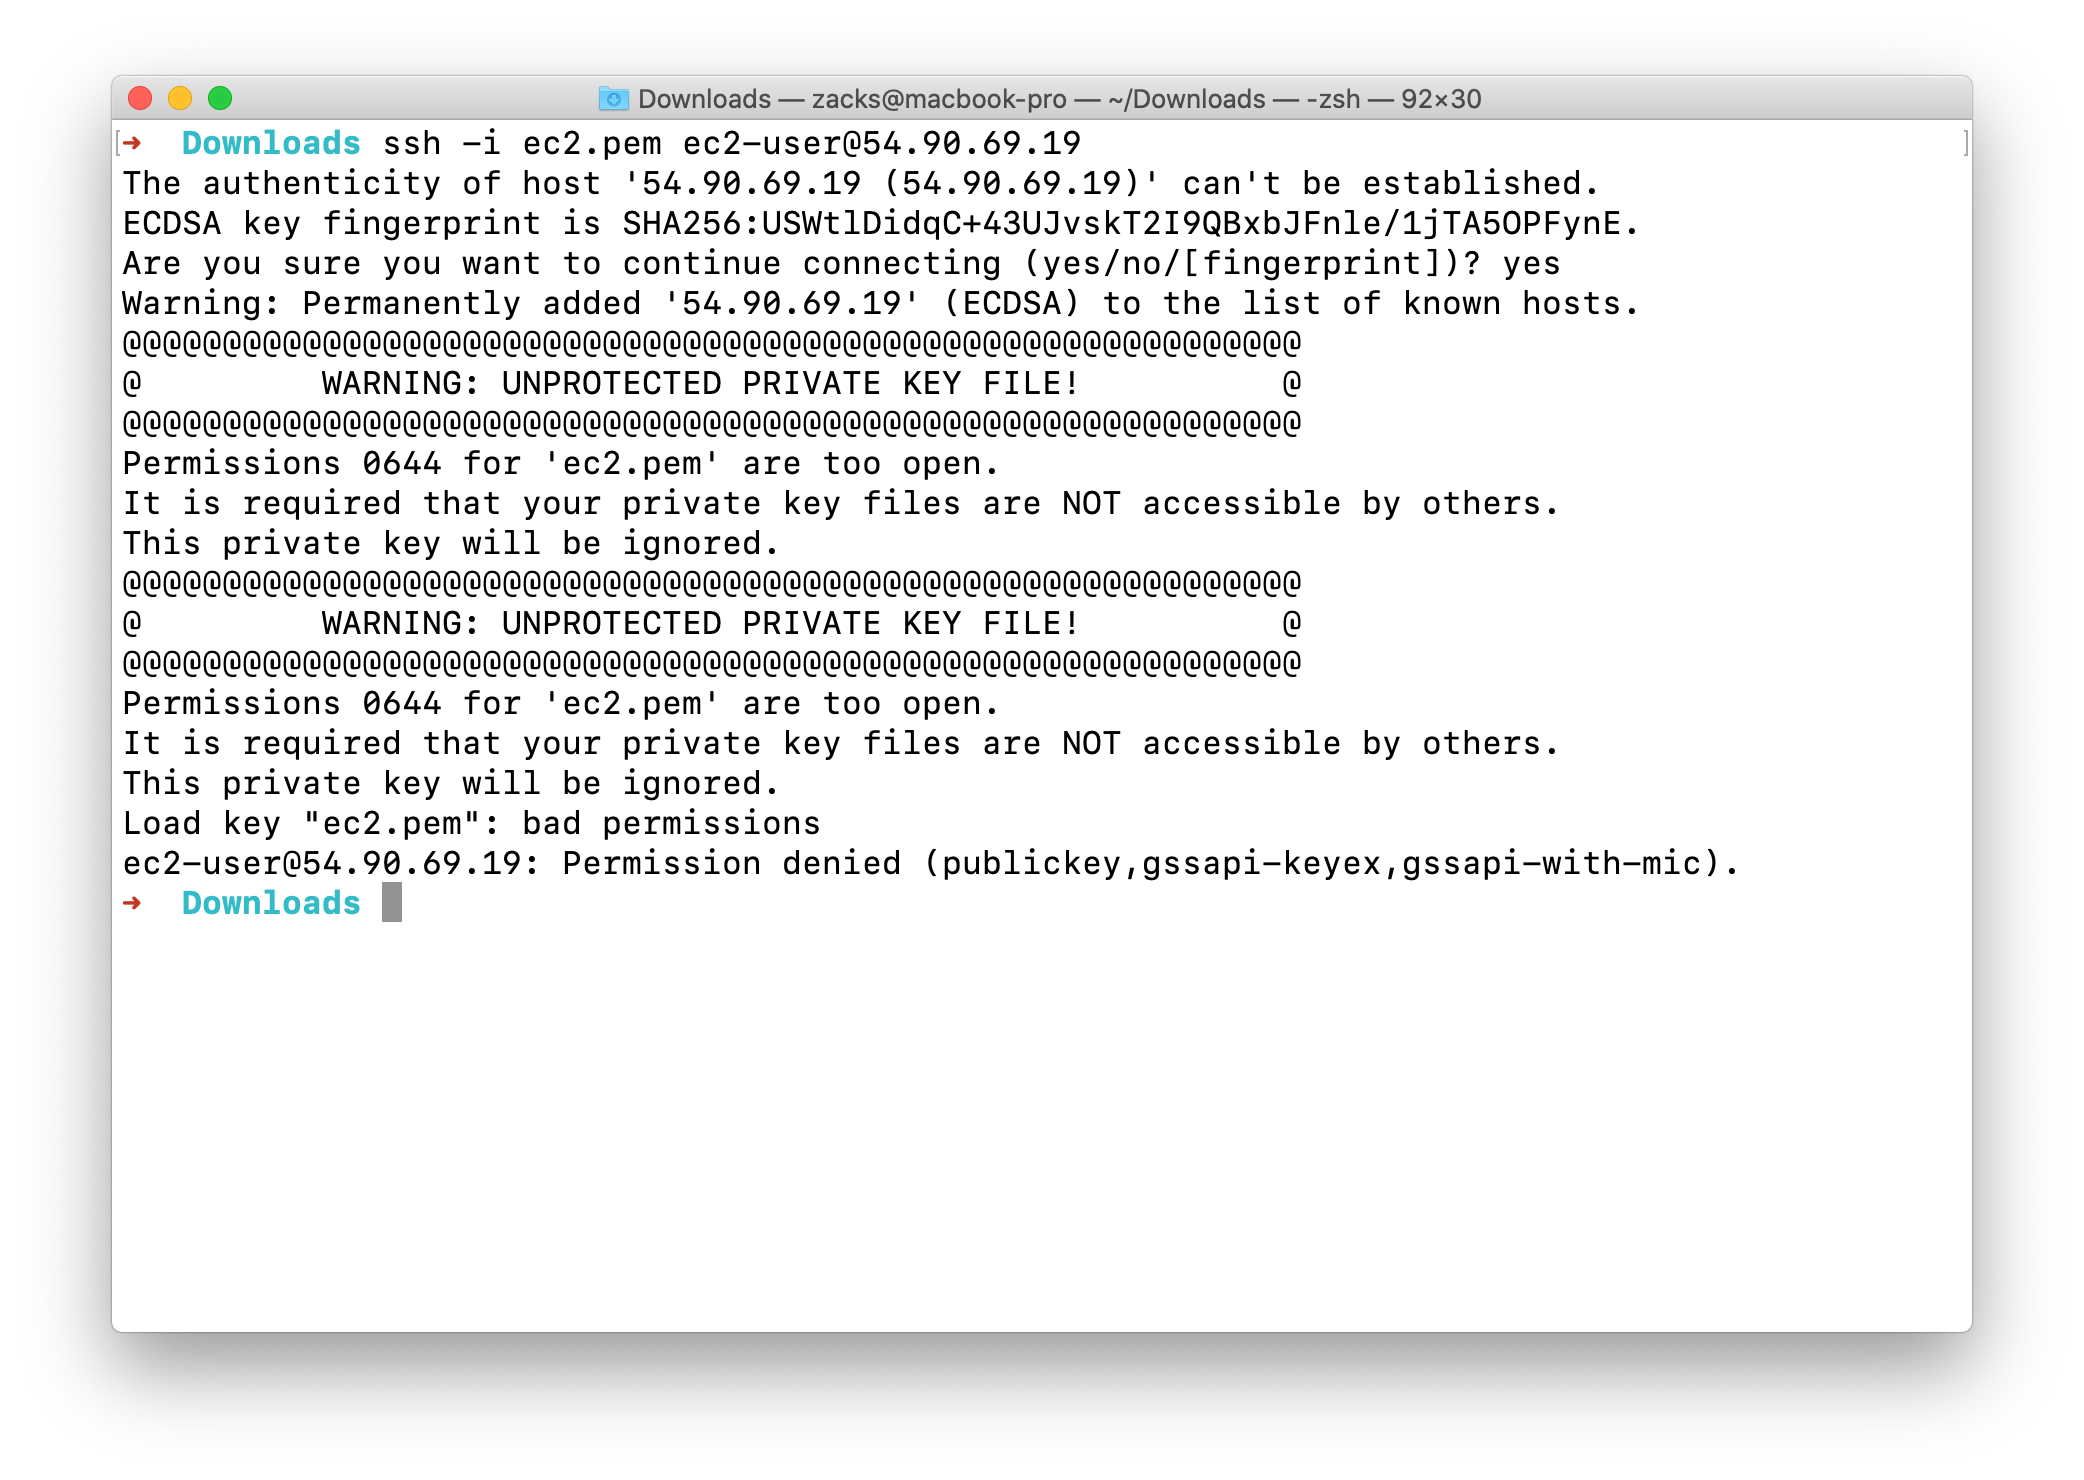 Downloads — zacks@macbook-pro — ~/Downloads — -zsh — 92×30
[➜  Downloads ssh -i ec2.pem ec2-user@54.90.69.19 ]
The authenticity of host '54.90.69.19 (54.90.69.19)' can't be established.
ECDSA key fingerprint is SHA256:USWtlDidqC+43UJvskT2I9QBxbJFnle/1jTA5OPFynE.
Are you sure you want to continue connecting (yes/no/[fingerprint])? yes
Warning: Permanently added '54.90.69.19' (ECDSA) to the list of known hosts.
@@@@@@@@@@@@@@@@@@@@@@@@@@@@@@@@@@@@@@@@@@@@@@@@@@@@@@@@@@@
@         WARNING: UNPROTECTED PRIVATE KEY FILE!          @
@@@@@@@@@@@@@@@@@@@@@@@@@@@@@@@@@@@@@@@@@@@@@@@@@@@@@@@@@@@
Permissions 0644 for 'ec2.pem' are too open.
It is required that your private key files are NOT accessible by others.
This private key will be ignored.
@@@@@@@@@@@@@@@@@@@@@@@@@@@@@@@@@@@@@@@@@@@@@@@@@@@@@@@@@@@
@         WARNING: UNPROTECTED PRIVATE KEY FILE!          @
@@@@@@@@@@@@@@@@@@@@@@@@@@@@@@@@@@@@@@@@@@@@@@@@@@@@@@@@@@@
Permissions 0644 for 'ec2.pem' are too open.
It is required that your private key files are NOT accessible by others.
This private key will be ignored.
Load key "ec2.pem": bad permissions
ec2-user@54.90.69.19: Permission denied (publickey,gssapi-keyex,gssapi-with-mic).
➜  Downloads